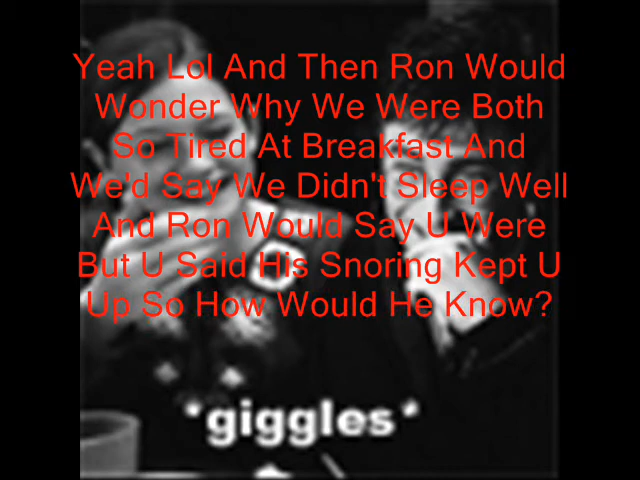 Yeah Lol And Then Ron Would
Wonder Why We Were Both
So Tired At Breakfast And
We'd Say We Didn't Sleep Well
And Ron Would Say U Were
But U Said His Snoring Kept U
Up So How Would He Know?
*giggles*